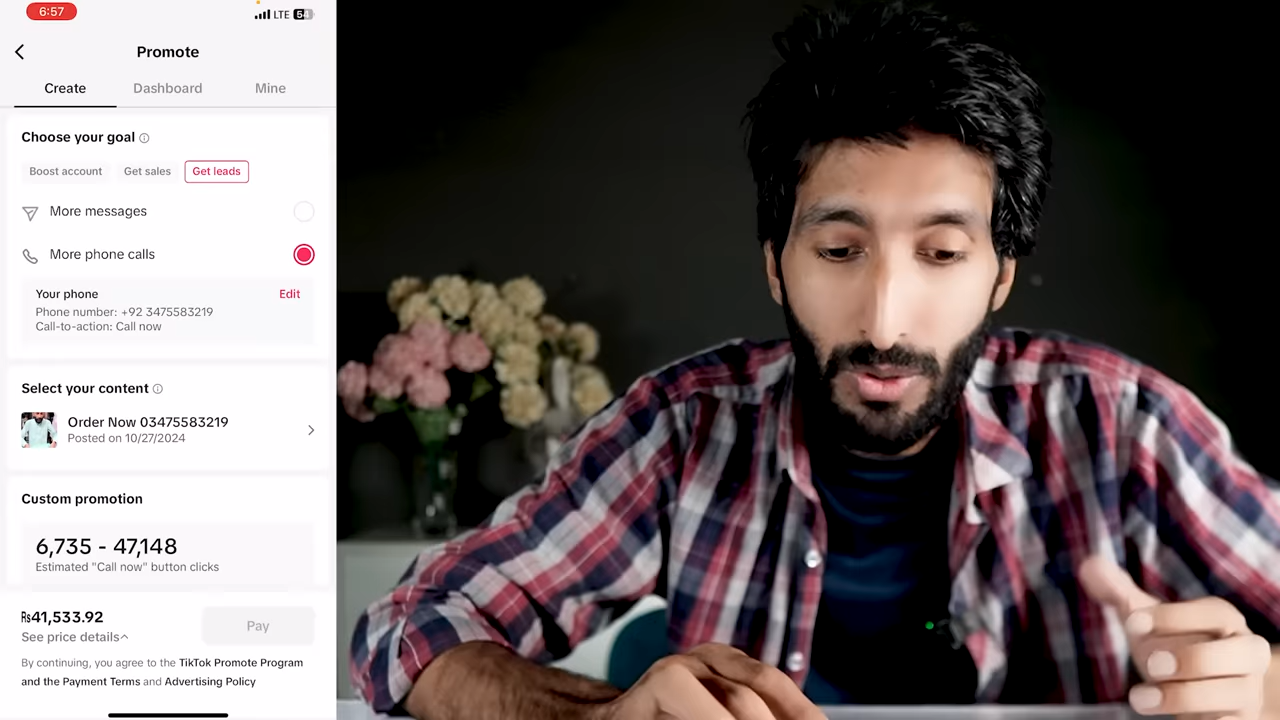 6:57
LTE 54
Promote
Create Dashboard Mine
Choose your goal
Boost account Get sales Get leads
More messages
More phone calls
Your phone Edit
Phone number: +92 3475583219
Call-to-action: Call now
Select your content
Order Now 03475583219
Posted on 10/27/2024
Custom promotion
6,735 - 47,148
Estimated "Call now" button clicks
₨41,533.92
See price details
Pay
By continuing, you agree to the TikTok Promote Program
and the Payment Terms and Advertising Policy